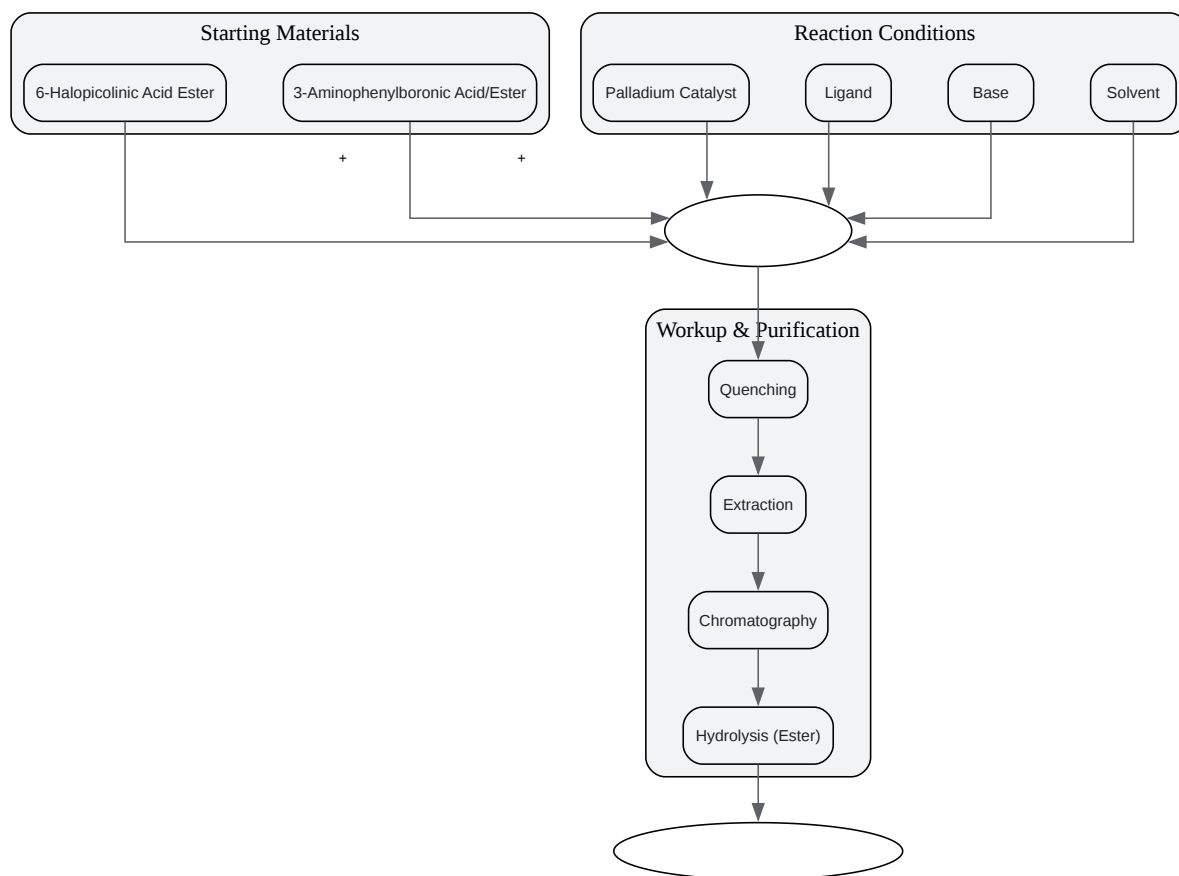 Starting Materials
Reaction Conditions
6-Halopicolinic Acid Ester
3-Aminophenylboronic Acid/Ester
Palladium Catalyst
Ligand
Base
Solvent
+
+
Workup & Purification
Quenching
Extraction
Chromatography
Hydrolysis (Ester)